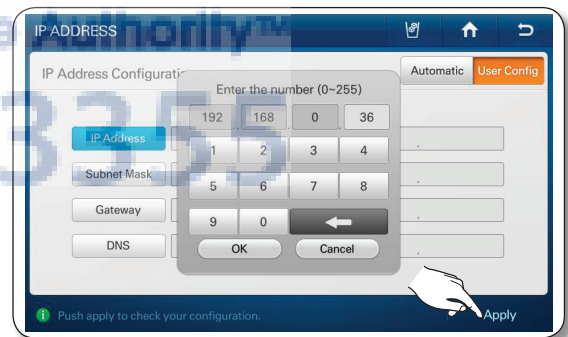 IP ADDRESS
IP Address Configurati
Automatic
User Config
Enter the number (0~255)
192 . 168 . 0 . 36
IP Address
1 2 3 4
Subnet Mask
5 6 7 8
Gateway
9 0
DNS
OK Cancel
Push apply to check your configuration.
Apply
Authority™
3355